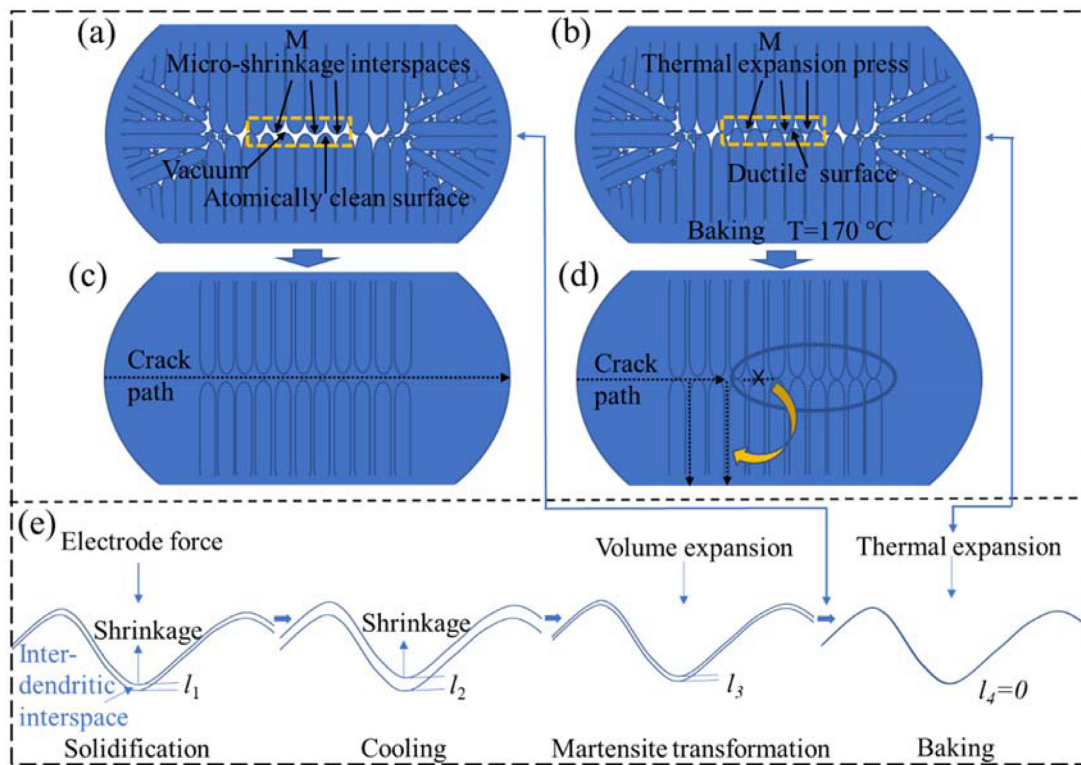 (a)
M
Micro-shrinkage interspaces
Vacuum
Atomically clean surface
(b)
M
Thermal expansion press
Ductile surface
Baking T=170 °C
(c)
Crack
path
(d)
Crack
path
X
(e)
Electrode force
Shrinkage
Inter-
dendritic
interspace
l1
Solidification
Shrinkage
l2
Cooling
Volume expansion
l3
Martensite transformation
Thermal expansion
l4=0
Baking